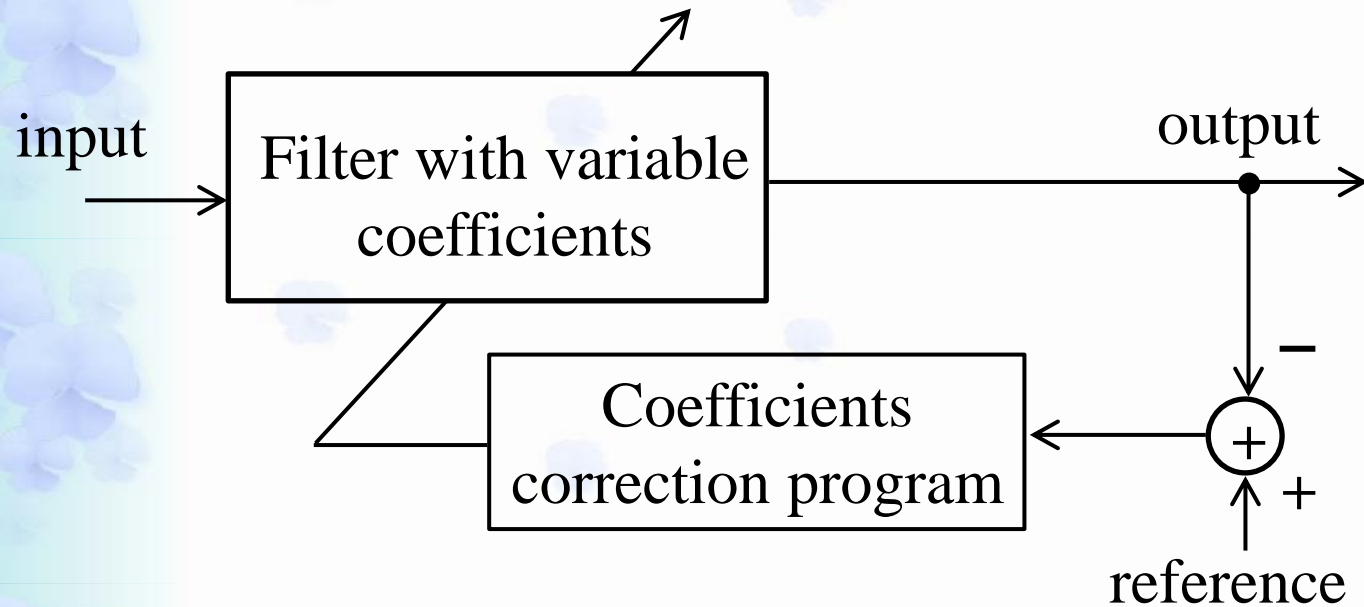 input
Filter with variable
coefficients
output
−
Coefficients
correction program
+
+
reference